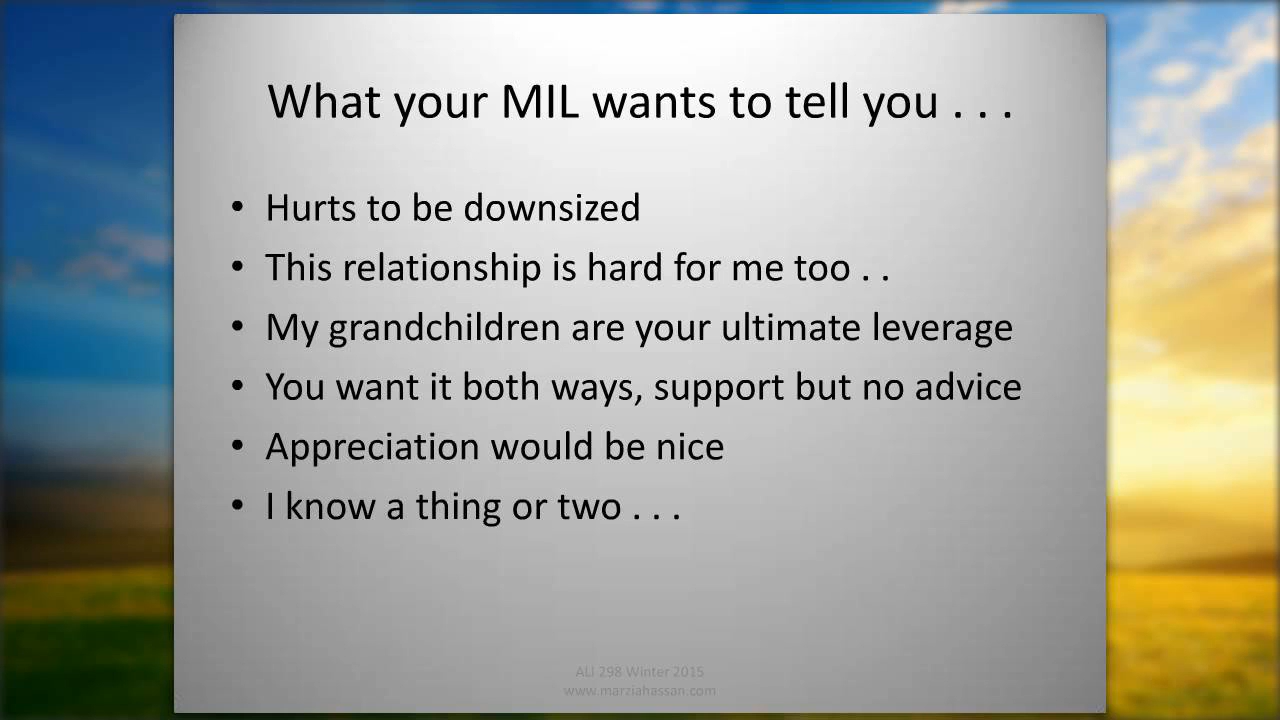 What your MIL wants to tell you . . .
• Hurts to be downsized
• This relationship is hard for me too . .
• My grandchildren are your ultimate leverage
• You want it both ways, support but no advice
• Appreciation would be nice
• I know a thing or two . . .
ALI 298 Winter 2015
www.marziahassan.com